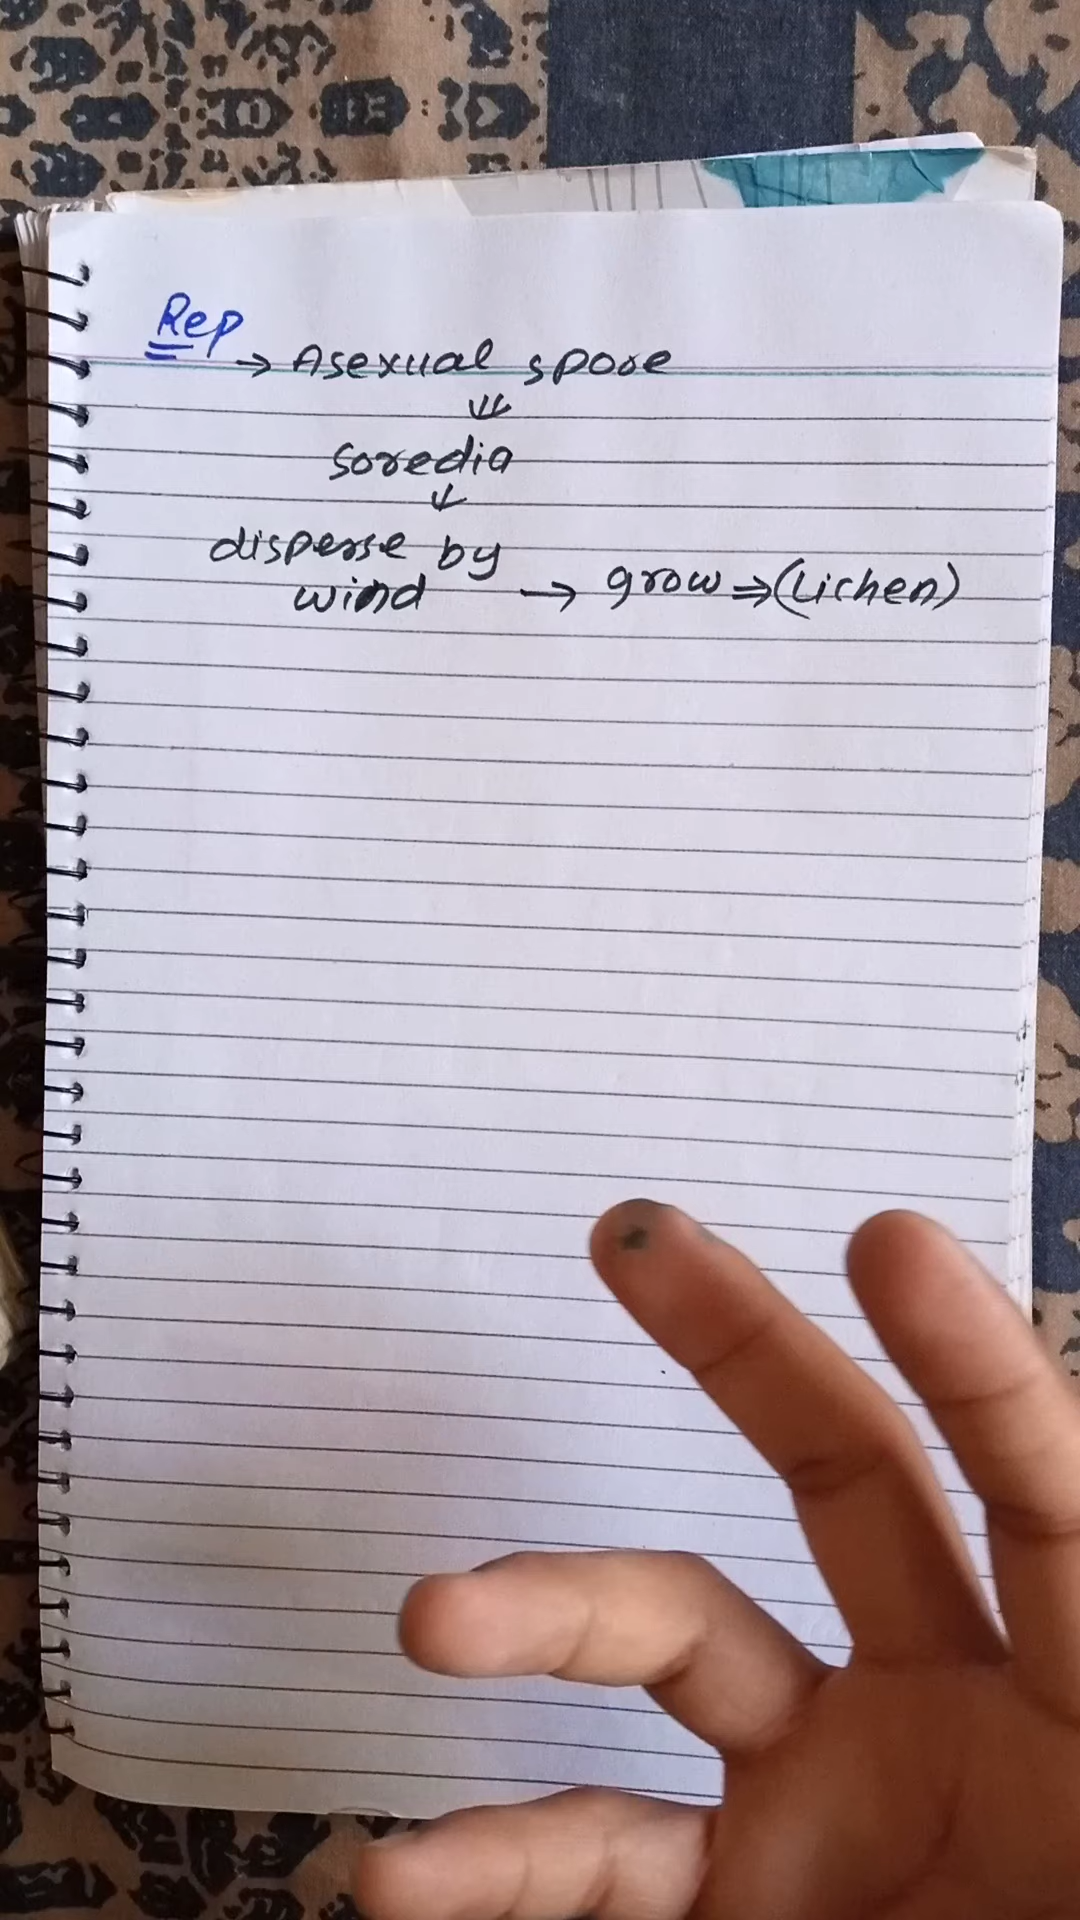 Rep
→ Asexual spore
⇓
soredia
↓
disperse by
wind → grow ⇒ (Lichen)